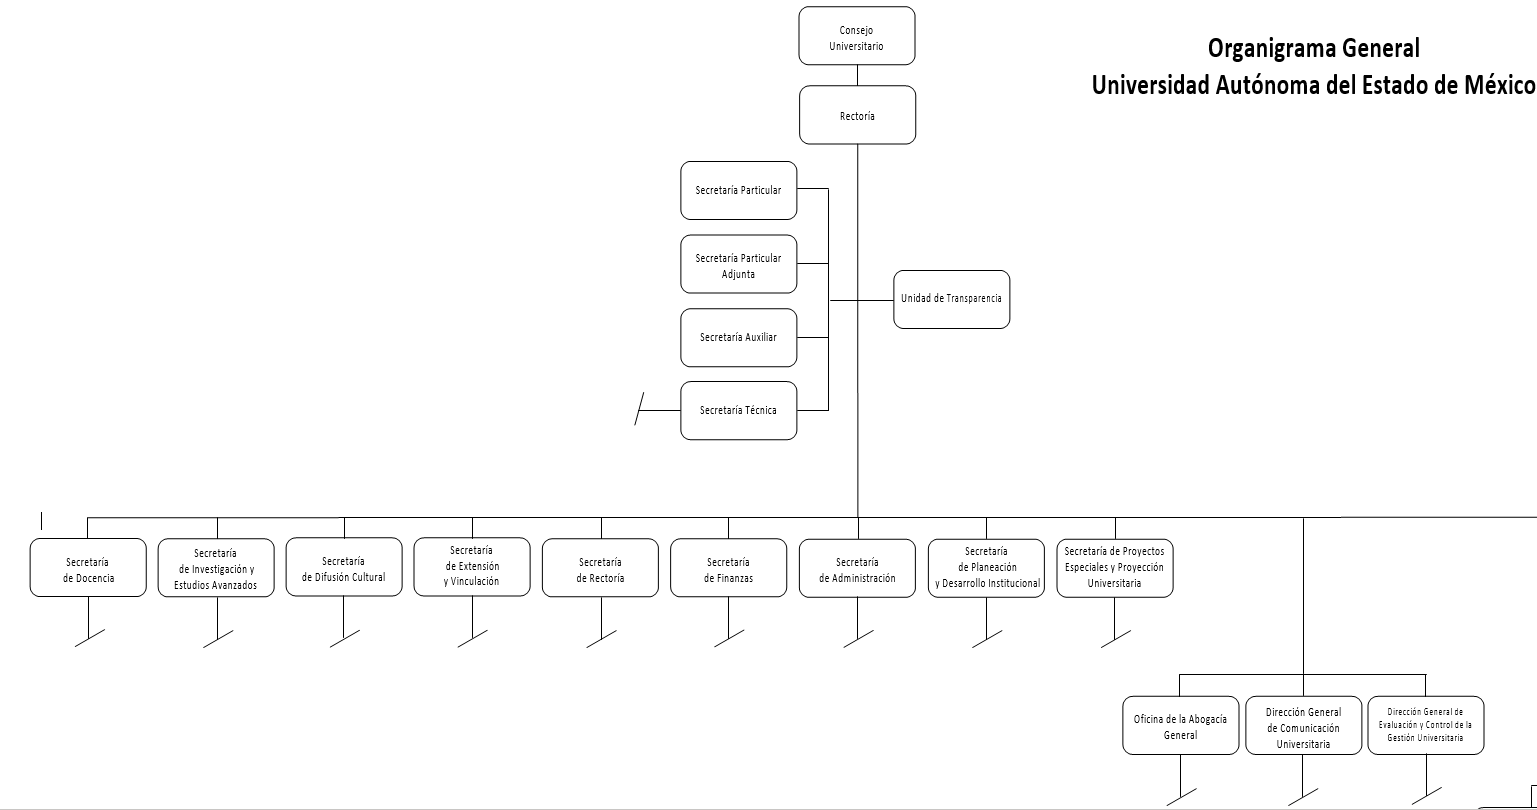 Organigrama General
Universidad Autónoma del Estado de México
Consejo
Universitario
Rectoría
Secretaría Particular
Secretaría Particular
Adjunta
Secretaría Auxiliar
Secretaría Técnica
Unidad de Transparencia
Secretaría
de Docencia
Secretaría
de Investigación y
Estudios Avanzados
Secretaría
de Difusión Cultural
Secretaría
de Extensión
y Vinculación
Secretaría
de Rectoría
Secretaría
de Finanzas
Secretaría
de Administración
Secretaría
de Planeación
y Desarrollo Institucional
Secretaría de Proyectos
Especiales y Proyección
Universitaria
Oficina de la Abogacía
General
Dirección General
de Comunicación
Universitaria
Dirección General de
Evaluación y Control de la
Gestión Universitaria